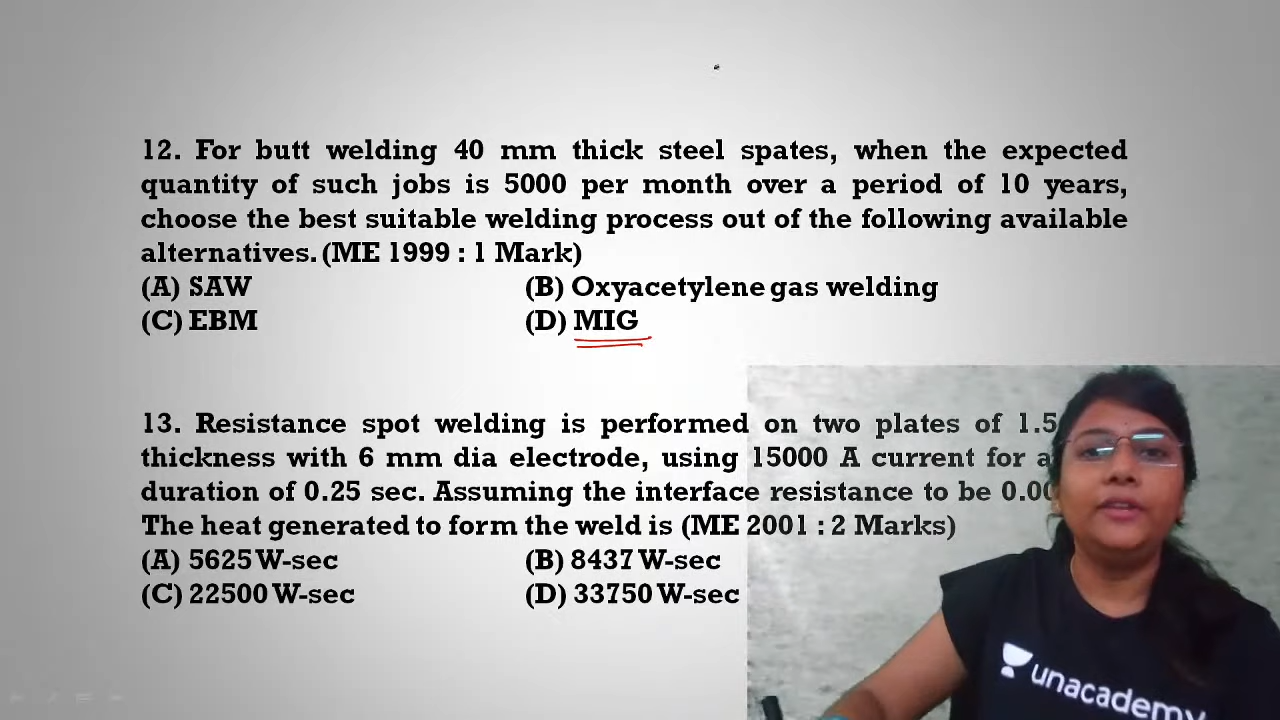 12. For butt welding 40 mm thick steel spates, when the expected
quantity of such jobs is 5000 per month over a period of 10 years,
choose the best suitable welding process out of the following available
alternatives. (ME 1999 : 1 Mark)
(A) SAW (B) Oxyacetylene gas welding
(C) EBM (D) MIG
13. Resistance spot welding is performed on two plates of 1.5
thickness with 6 mm dia electrode, using 15000 A current for a
duration of 0.25 sec. Assuming the interface resistance to be 0.00
The heat generated to form the weld is (ME 2001 : 2 Marks)
(A) 5625 W-sec (B) 8437 W-sec
(C) 22500 W-sec (D) 33750 W-sec
unacademy